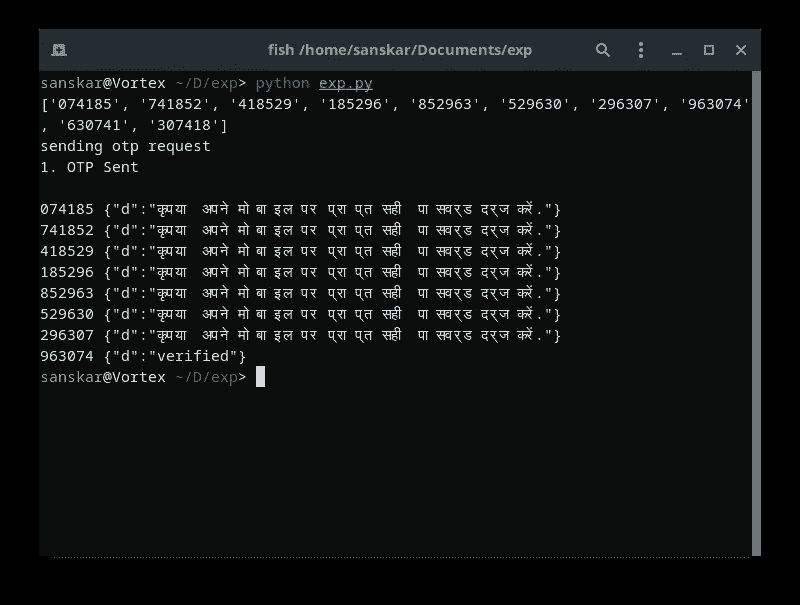 fish /home/sanskar/Documents/exp
sanskar@Vortex ~/D/exp> python exp.py
['074185', '741852', '418529', '185296', '852963', '529630', '296307', '963074'
, '630741', '307418']
sending otp request
1. OTP Sent
074185 {"d":"कृपया अपने मोबाइल पर प्राप्त सही पासवर्ड दर्ज करें."}
741852 {"d":"कृपया अपने मोबाइल पर प्राप्त सही पासवर्ड दर्ज करें."}
418529 {"d":"कृपया अपने मोबाइल पर प्राप्त सही पासवर्ड दर्ज करें."}
185296 {"d":"कृपया अपने मोबाइल पर प्राप्त सही पासवर्ड दर्ज करें."}
852963 {"d":"कृपया अपने मोबाइल पर प्राप्त सही पासवर्ड दर्ज करें."}
529630 {"d":"कृपया अपने मोबाइल पर प्राप्त सही पासवर्ड दर्ज करें."}
296307 {"d":"कृपया अपने मोबाइल पर प्राप्त सही पासवर्ड दर्ज करें."}
963074 {"d":"verified"}
sanskar@Vortex ~/D/exp>